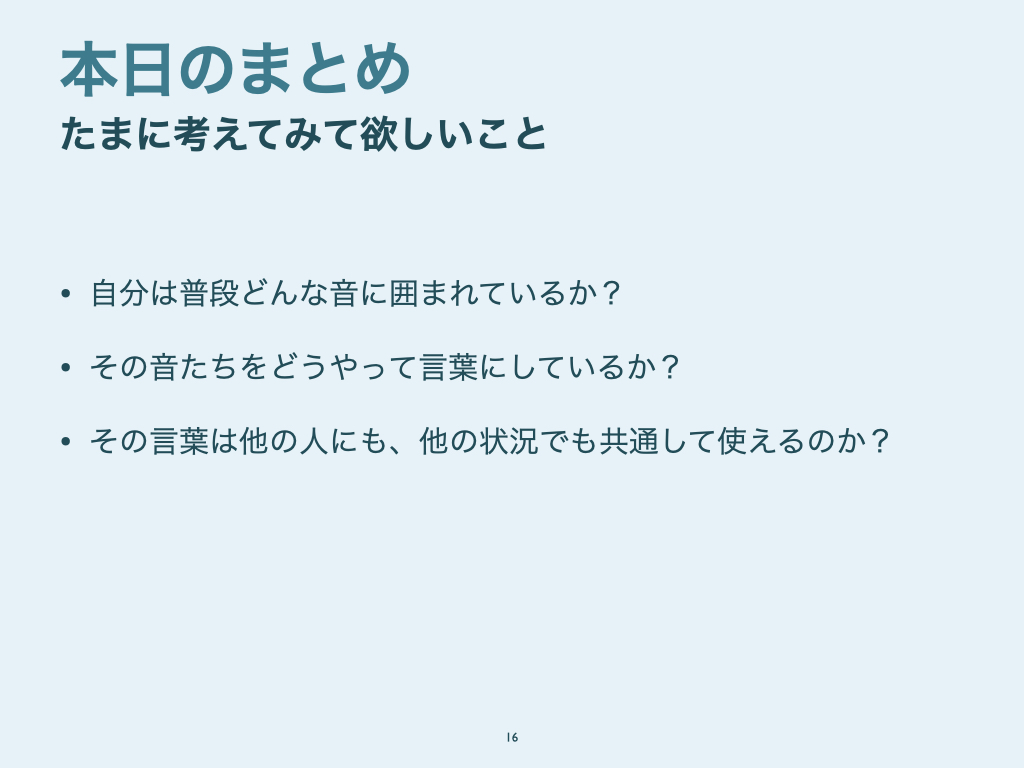 本日のまとめ
たまに考えてみて欲しいこと
• 自分は普段どんな音に囲まれているか？
• その音たちをどうやって言葉にしているか？
• その言葉は他の人にも、他の状況でも共通して使えるのか？
16